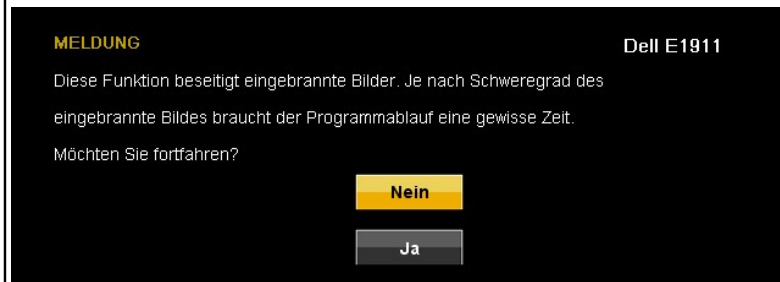 MELDUNG
Dell E1911
Diese Funktion beseitigt eingebrannte Bilder. Je nach Schweregrad des
eingebrannte Bildes braucht der Programmablauf eine gewisse Zeit.
Möchten Sie fortfahren?
Nein
Ja